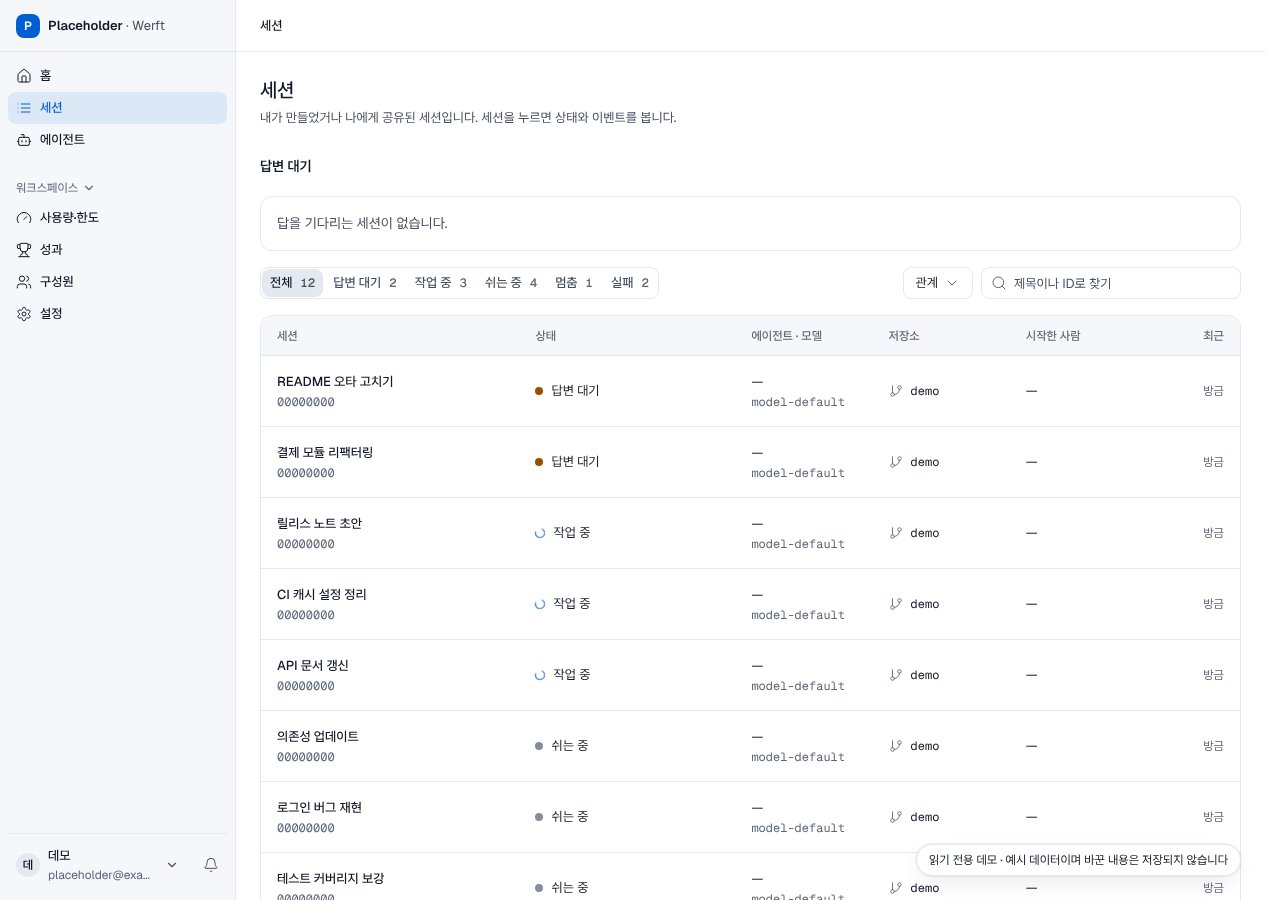 P Placeholder · Werft
세션
홈
세션
에이전트
워크스페이스
사용량·한도
성과
구성원
설정
데 데모
placeholder@exa…
세션
내가 만들었거나 나에게 공유된 세션입니다. 세션을 누르면 상태와 이벤트를 봅니다.
답변 대기
답을 기다리는 세션이 없습니다.
전체 12 답변 대기 2 작업 중 3 쉬는 중 4 멈춤 1 실패 2 관계 제목이나 ID로 찾기
세션 상태 에이전트 · 모델 저장소 시작한 사람 최근
README 오타 고치기 답변 대기 — demo — 방금
00000000 model-default
결제 모듈 리팩터링 답변 대기 — demo — 방금
00000000 model-default
릴리스 노트 초안 작업 중 — demo — 방금
00000000 model-default
CI 캐시 설정 정리 작업 중 — demo — 방금
00000000 model-default
API 문서 갱신 작업 중 — demo — 방금
00000000 model-default
의존성 업데이트 쉬는 중 — demo — 방금
00000000 model-default
로그인 버그 재현 쉬는 중 — demo — 방금
00000000 model-default
읽기 전용 데모 · 예시 데이터이며 바꾼 내용은 저장되지 않습니다
테스트 커버리지 보강 쉬는 중 — demo — 방금
00000000 model-default